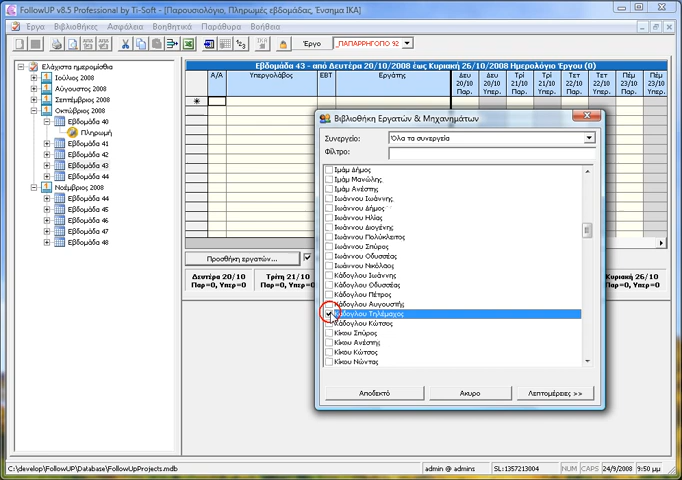 FollowUP v8.5 Professional by Ti-Soft - [Παρουσιολόγιο, Πληρωμές εβδομάδας, Ένσημα ΙΚΑ]
Έργα Βιβλιοθήκες Ασφάλεια Βοηθητικά Παράθυρα Βοήθεια
Έργο _ΠΑΠΑΡΡΗΓΟΠΟ 92
Ελάχιστα ημερομίσθια
Ιούλιος 2008
Αύγουστος 2008
Σεπτέμβριος 2008
Οκτώβριος 2008
Εβδομάδα 40
Πληρωμή
Εβδομάδα 41
Εβδομάδα 42
Εβδομάδα 43
Εβδομάδα 44
Νοέμβριος 2008
Εβδομάδα 44
Εβδομάδα 45
Εβδομάδα 46
Εβδομάδα 47
Εβδομάδα 48
Εβδομάδα 43 - από Δευτέρα 20/10/2008 έως Κυριακή 26/10/2008 Ημερολόγιο Έργου (0)
Α/Α Υπεργολάβος ΕΒΤ Εργάτης Δευ Δευ Τρί Τρί Τετ Τετ Πέμ Πέμ
20/10 20/10 21/10 21/10 22/10 22/10 23/10 23/10
Παρ. Υπερ. Παρ. Υπερ. Παρ. Υπερ. Παρ. Υπερ.
Βιβλιοθήκη Εργατών & Μηχανημάτων
Συνεργείο: Όλα τα συνεργεία
Φίλτρο:
Ιμάμ Δήμος
Ιμάμ Μανώλης
Ιμάμ Ανέστης
Ιωάννου Ιωάννης
Ιωάννου Δήμος
Ιωάννου Ηλίας
Ιωάννου Διογένης
Ιωάννου Πολύκλειτος
Ιωάννου Σπύρος
Ιωάννου Οδυσσέας
Ιωάννου Νικόλαος
Κάδογλου Ιωάννης
Κάδογλου Οδυσσέας
Κάδογλου Πέτρος
Κάδογλου Αυγουστής
Κάδογλου Τηλέμαχος
Κάδογλου Κώτσος
Κίκου Σπύρος
Κίκου Ανέστης
Κίκου Κώτσος
Κίκου Νώντας
Αποδεκτό Ακυρο Λεπτομέρειες >>
Προσθήκη εργατών...
Δευτέρα 20/10 Τρίτη 21/10 Κυριακή 26/10
Παρ=0, Υπερ=0 Παρ=0, Υπερ=0 Παρ=0, Υπερ=0
C:\develop\FollowUP\Database\FollowUpProjects.mdb admin @ admins SL:1357213004 NUM CAPS 24/9/2008 9:50 μμ